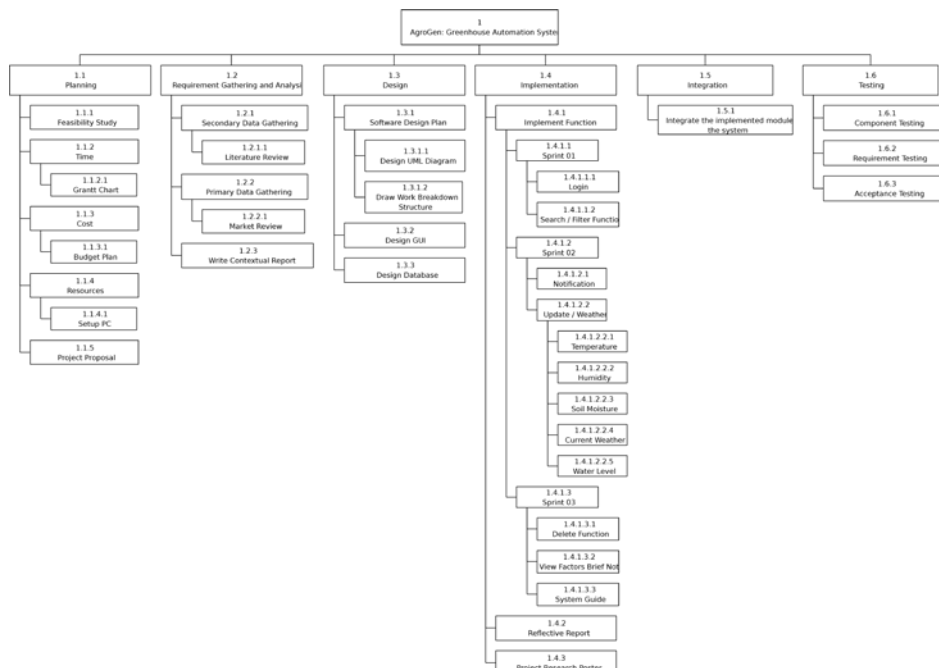 1
AgroGen: Greenhouse Automation Syste
1.1
Planning
1.1.1
Feasibility Study
1.1.2
Time
1.1.2.1
Grantt Chart
1.1.3
Cost
1.1.3.1
Budget Plan
1.1.4
Resources
1.1.4.1
Setup PC
1.1.5
Project Proposal
1.2
Requirement Gathering and Analysi
1.2.1
Secondary Data Gathering
1.2.1.1
Literature Review
1.2.2
Primary Data Gathering
1.2.2.1
Market Review
1.2.3
Write Contextual Report
1.3
Design
1.3.1
Software Design Plan
1.3.1.1
Design UML Diagram
1.3.1.2
Draw Work Breakdown
Structure
1.3.2
Design GUI
1.3.3
Design Database
1.4
Implementation
1.4.1
Implement Function
1.4.1.1
Sprint 01
1.4.1.1.1
Login
1.4.1.1.2
Search / Filter Functio
1.4.1.2
Sprint 02
1.4.1.2.1
Notification
1.4.1.2.2
Update / Weather
1.4.1.2.2.1
Temperature
1.4.1.2.2.2
Humidity
1.4.1.2.2.3
Soil Moisture
1.4.1.2.2.4
Current Weather
1.4.1.2.2.5
Water Level
1.4.1.3
Sprint 03
1.4.1.3.1
Delete Function
1.4.1.3.2
View Factors Brief Not
1.4.1.3.3
System Guide
1.4.2
Reflective Report
1.4.3
Project Research Poster
1.5
Integration
1.5.1
Integrate the implemented module
the system
1.6
Testing
1.6.1
Component Testing
1.6.2
Requirement Testing
1.6.3
Acceptance Testing